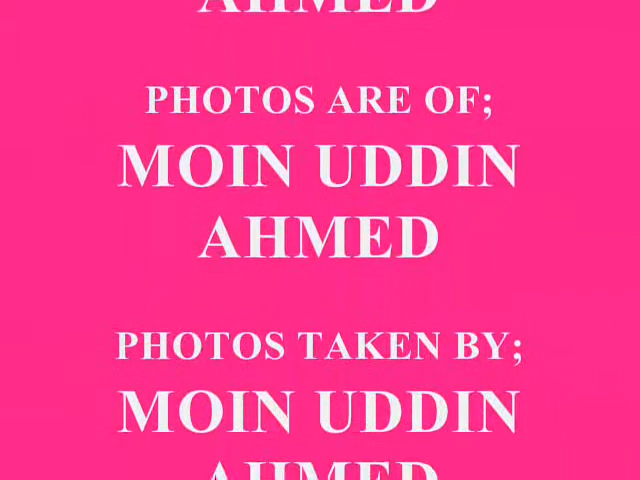 AHMED
PHOTOS ARE OF;
MOIN UDDIN
AHMED
PHOTOS TAKEN BY;
MOIN UDDIN
AHMED